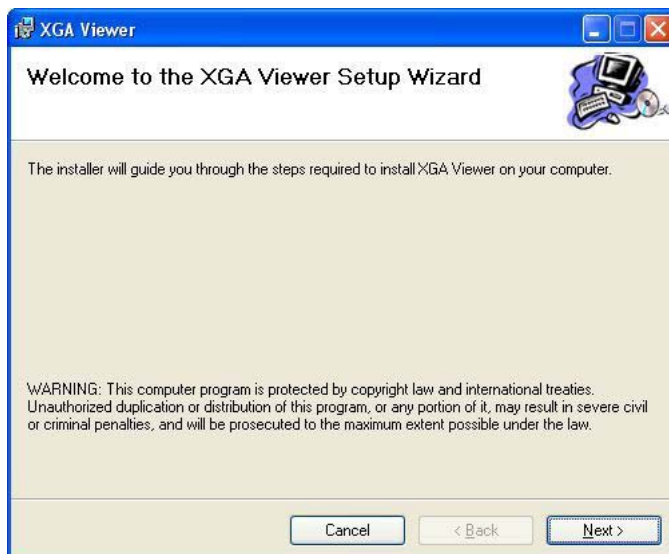 XGA Viewer
Welcome to the XGA Viewer Setup Wizard
The installer will guide you through the steps required to install XGA Viewer on your computer.
WARNING: This computer program is protected by copyright law and international treaties.
Unauthorized duplication or distribution of this program, or any portion of it, may result in severe civil
or criminal penalties, and will be prosecuted to the maximum extent possible under the law.
Cancel
< Back
Next >